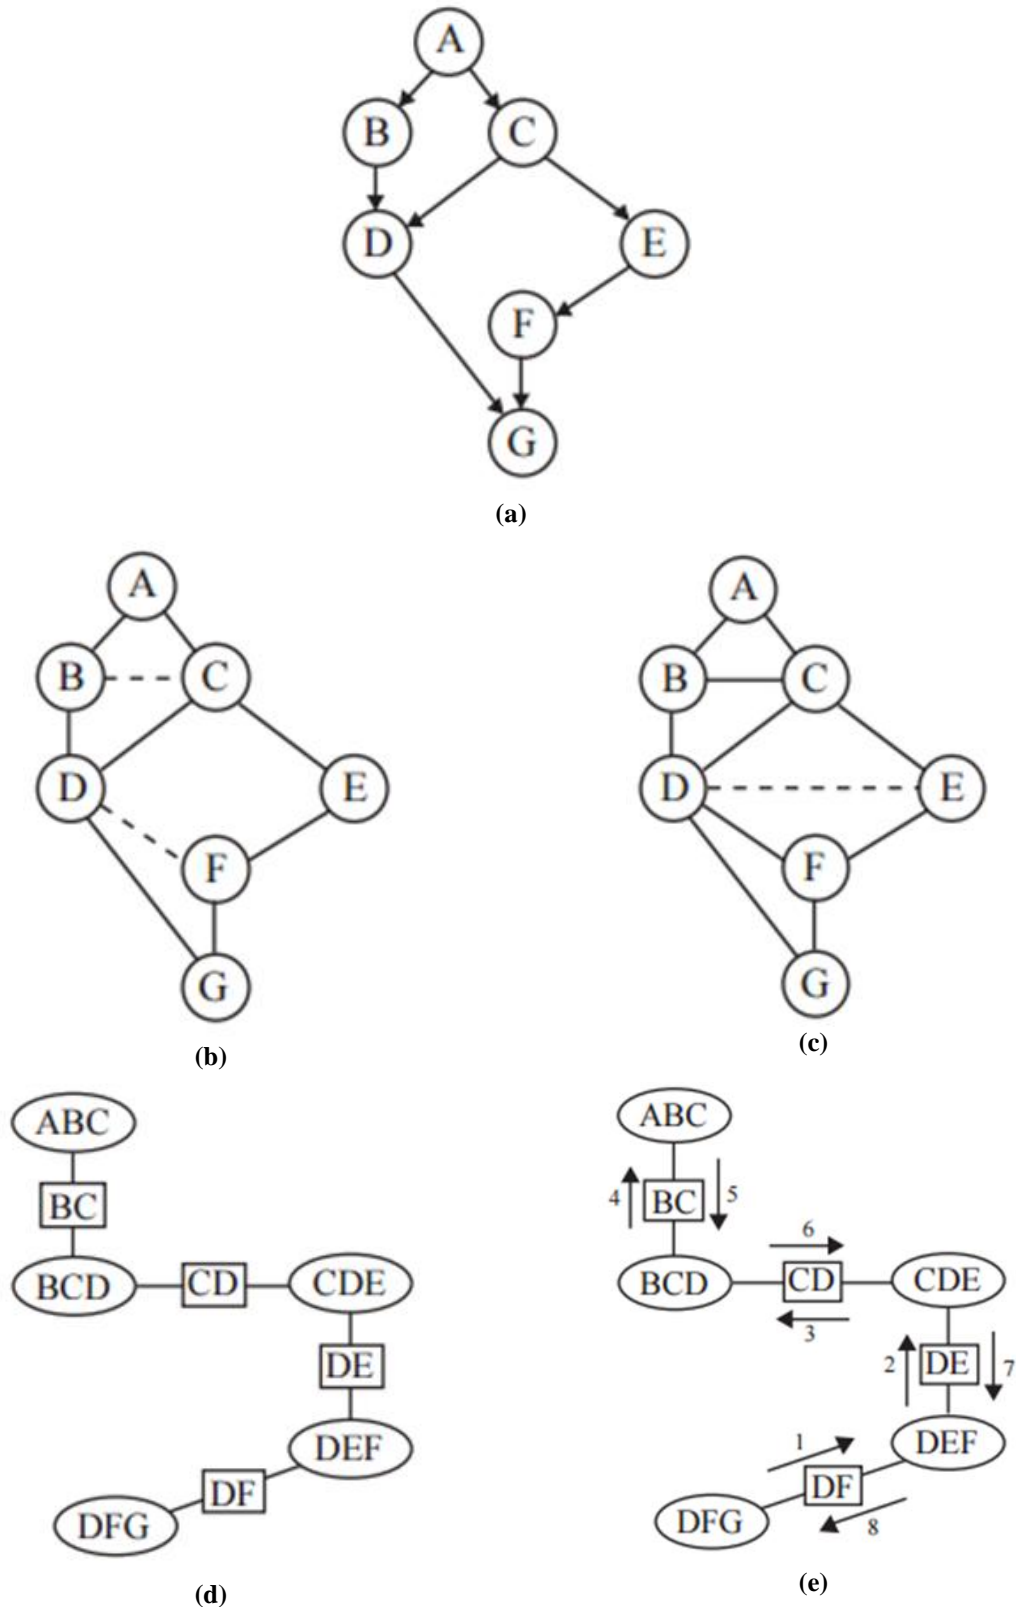 A
B C
D E
F
G
(a)
A
B C
D E
F
G
(b)
A
B C
D E
F
G
(c)
ABC
BC
BCD CD CDE
DE
DEF
DF
DFG
(d)
ABC
4 BC 5
6
BCD CD CDE
3
2 DE 7
1 DEF
DF
DFG 8
(e)